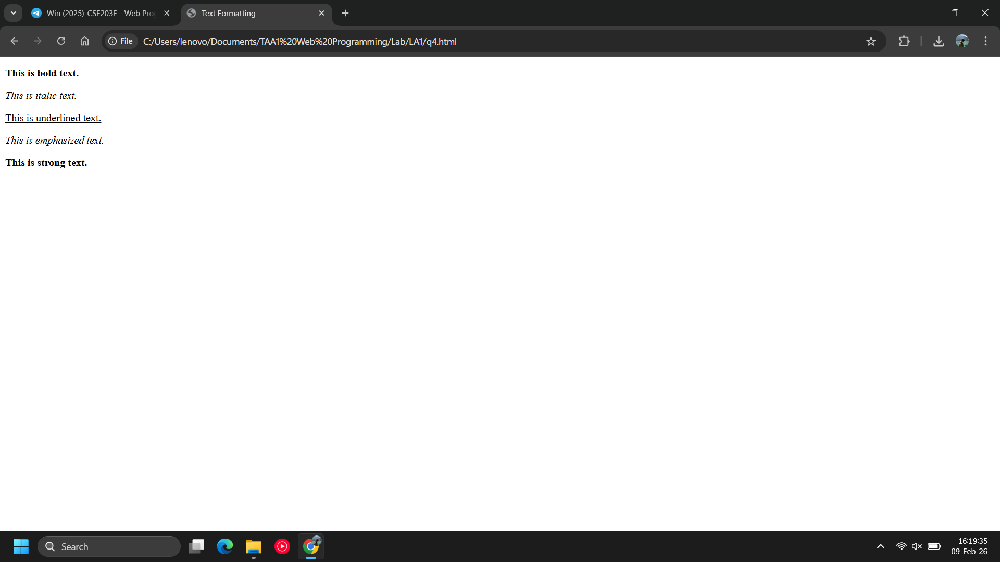 Win (2025)_CSE203E - Web Pro
Text Formatting
File
C:/Users/lenovo/Documents/TAA1%20Web%20Programming/Lab/LA1/q4.html
This is bold text.
This is italic text.
This is underlined text.
This is emphasized text.
This is strong text.
Search
16:19:35
09-Feb-26